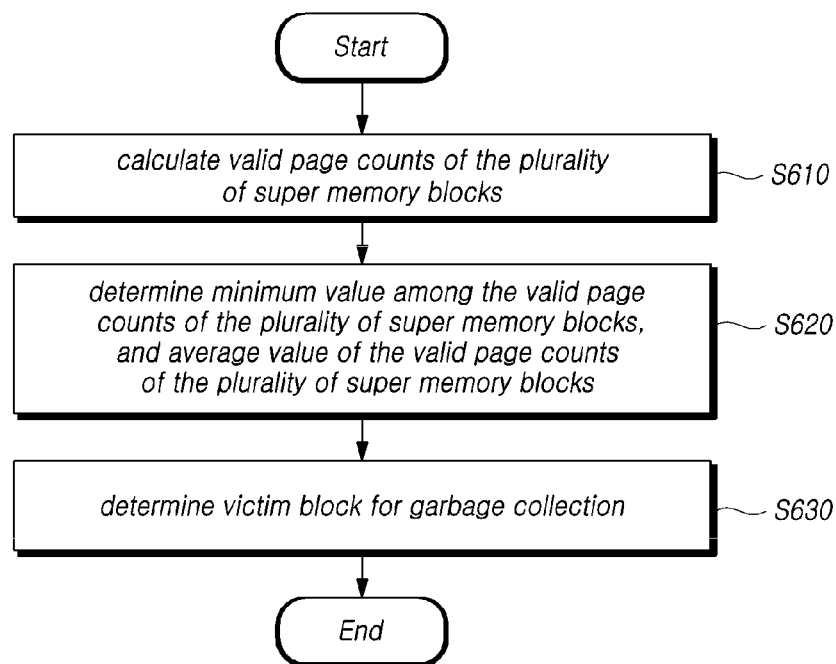 Start
calculate valid page counts of the plurality
of super memory blocks
S610
determine minimum value among the valid page
counts of the plurality of super memory blocks,
and average value of the valid page counts
of the plurality of super memory blocks
S620
determine victim block for garbage collection
S630
End